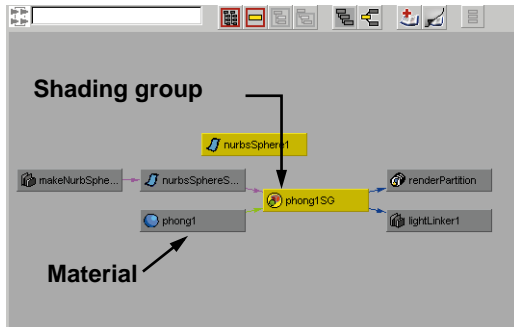 Shading group
nurbsSphere1
makeNurbSphe...
nurbsSphereS...
renderPartition
phong1SG
phong1
lightLinker1
Material